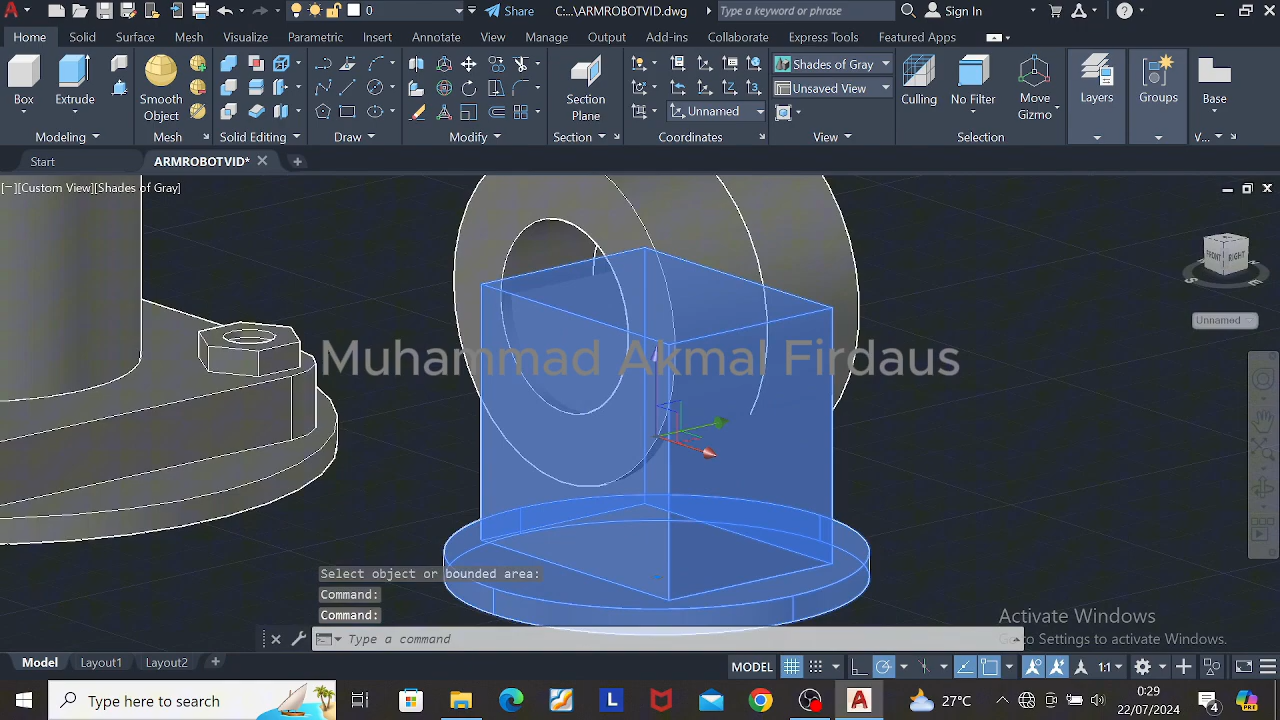 0
Share
C:\...\ARMROBOTVID.dwg
Type a keyword or phrase
Sign In
Home
Solid
Surface
Mesh
Visualize
Parametric
Insert
Annotate
View
Manage
Output
Add-ins
Collaborate
Express Tools
Featured Apps
Box
Extrude
Smooth
Object
Section
Plane
Shades of Gray
Unsaved View
Unnamed
Culling
No Filter
Move
Gizmo
Layers
Groups
Base
Modeling
Mesh
Solid Editing
Draw
Modify
Section
Coordinates
View
Selection
V...
Start
ARMROBOTVID*
[−][Custom View][Shades of Gray]
FRONT
RIGHT
Unnamed
Muhammad Akmal Firdaus
Select object or bounded area:
Command:
Command:
Type a command
Activate Windows
Go to Settings to activate Windows.
Model
Layout1
Layout2
MODEL
1:1
Type here to search
27°C
0:29
22/07/2024
4